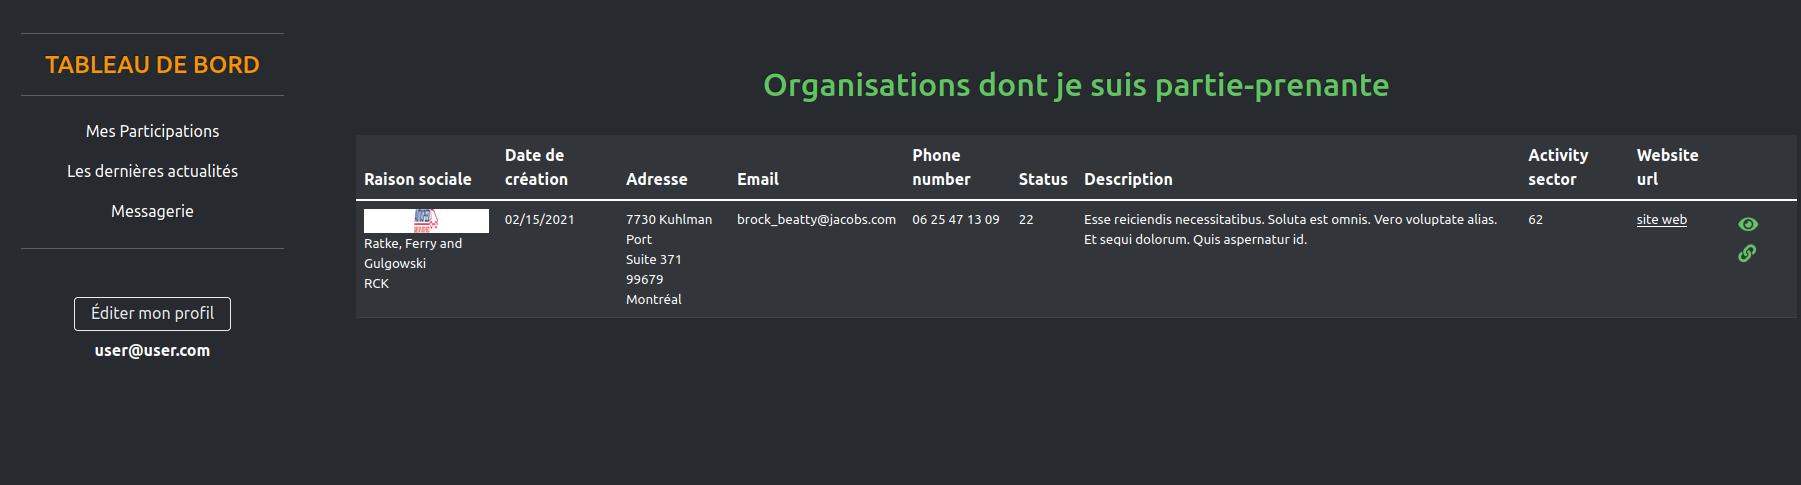 TABLEAU DE BORD
Mes Participations
Les dernières actualités
Messagerie
Éditer mon profil
user@user.com
Organisations dont je suis partie-prenante
Raison sociale
Date de
création
Adresse
Email
Phone
number
Status
Description
Activity
sector
Website
url
Ratke, Ferry and
Gulgowski
RCK
02/15/2021
7730 Kuhlman
Port
Suite 371
99679
Montréal
brock_beatty@jacobs.com
06 25 47 13 09
22
Esse reiciendis necessitatibus. Soluta est omnis. Vero voluptate alias.
Et sequi dolorum. Quis aspernatur id.
62
site web